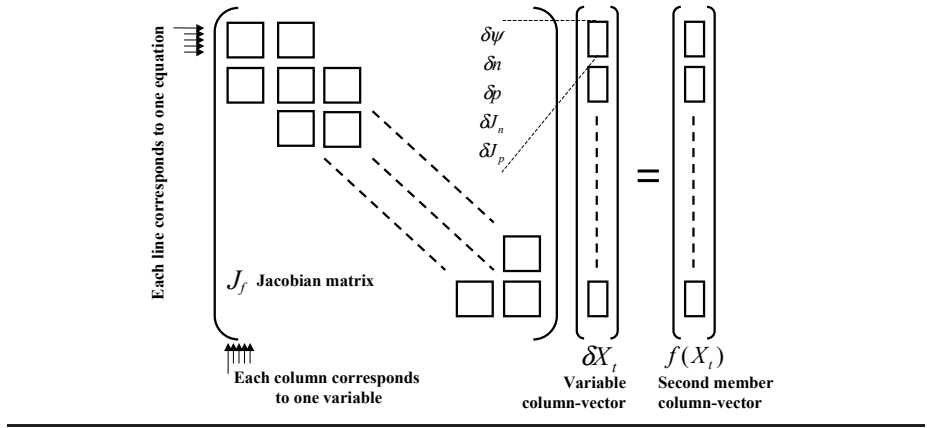 Each line corresponds to one equation
δψ
δn
δp
δJₙ
δJₚ
=
J_f Jacobian matrix
Each column corresponds
to one variable
δXₜ
Variable
column-vector
f(Xₜ)
Second member
column-vector